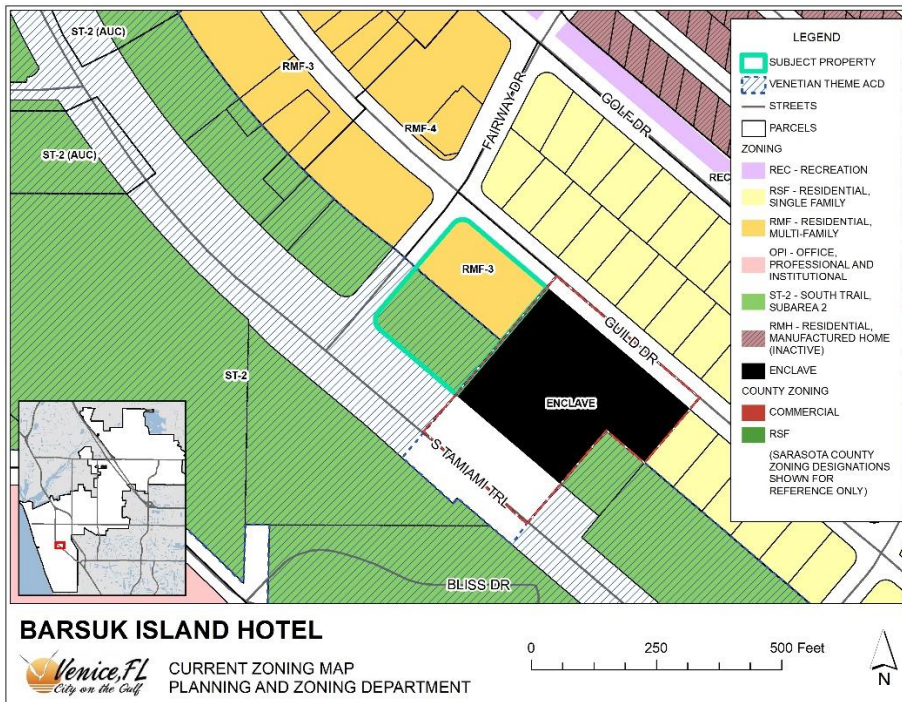 ST-2 (AUC)
RMF-3
ST-2 (AUC)
RMF-4
FAIRWAY DR
GOLF DR
REC
RMF-3
GUILD DR
ST-2
ENCLAVE
S TAMIAMI TRL
BLISS DR
LEGEND
SUBJECT PROPERTY
VENETIAN THEME ACD
STREETS
PARCELS
ZONING
REC - RECREATION
RSF - RESIDENTIAL,
SINGLE FAMILY
RMF - RESIDENTIAL,
MULTI-FAMILY
OPI - OFFICE,
PROFESSIONAL AND
INSTITUTIONAL
ST-2 - SOUTH TRAIL,
SUBAREA 2
RMH - RESIDENTIAL,
MANUFACTURED HOME
(INACTIVE)
ENCLAVE
COUNTY ZONING
COMMERCIAL
RSF
(SARASOTA COUNTY
ZONING DESIGNATIONS
SHOWN FOR
REFERENCE ONLY)
BARSUK ISLAND HOTEL
Venice, FL
City on the Gulf
CURRENT ZONING MAP
PLANNING AND ZONING DEPARTMENT
0 250 500 Feet
N